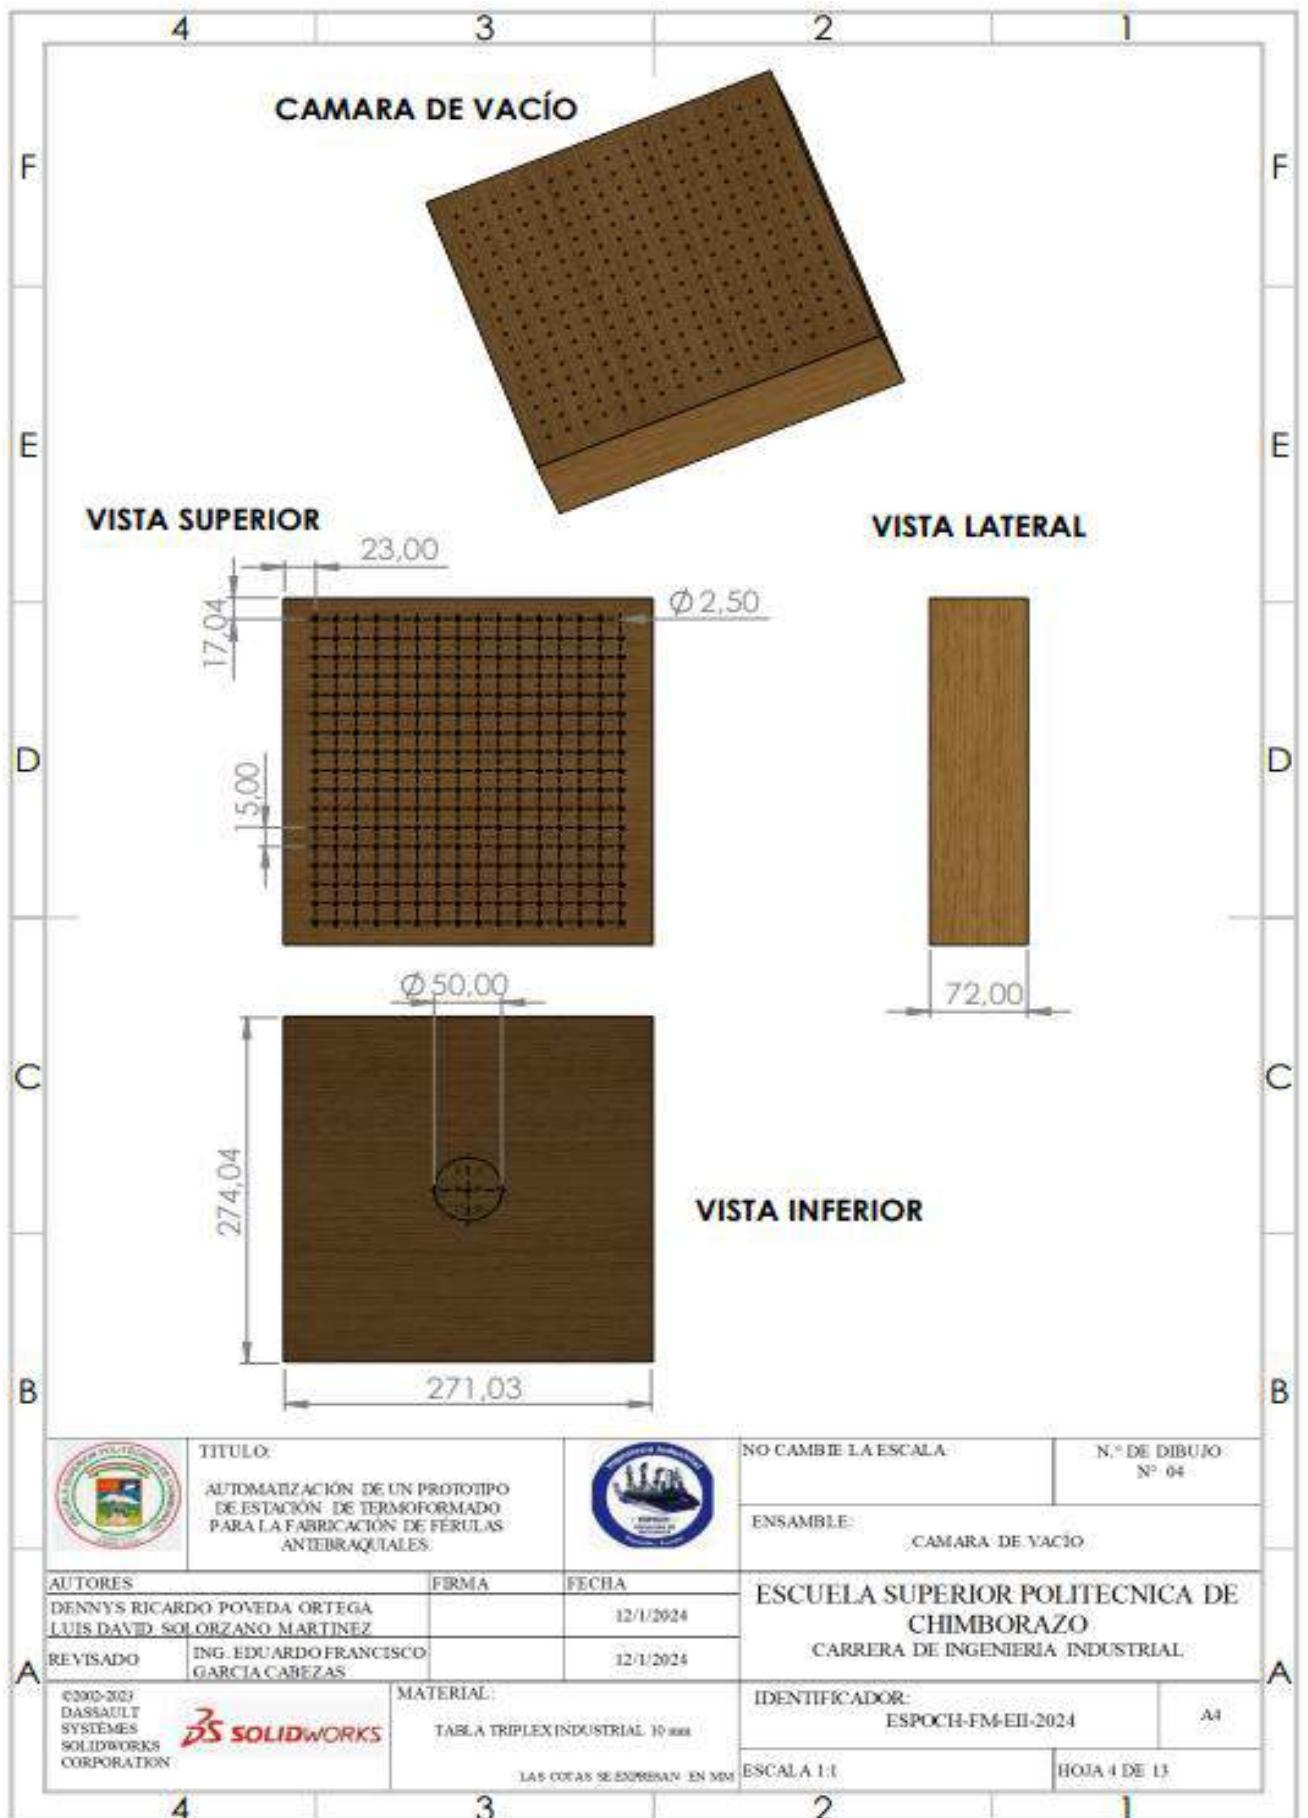 4 3 2 1
CAMARA DE VACÍO
F F
E E
VISTA SUPERIOR
VISTA LATERAL
23,00
17,04
Ø 2,50
D D
15,00
Ø50,00
72,00
C C
274,04
VISTA INFERIOR
271,03
B B
TITULO:
AUTOMATIZACIÓN DE UN PROTOTIPO
DE ESTACIÓN DE TERMOFORMADO
PARA LA FABRICACIÓN DE FÉRULAS
ANTEBRAQUIALES.
Ingeniería Industrial
NO CAMBIE LA ESCALA
N.° DE DIBUJO
N° 04
ENSAMBLE:
CAMARA DE VACÍO
AUTORES FIRMA FECHA
DENNYS RICARDO POVEDA ORTEGA
LUIS DAVID SOLORZANO MARTINEZ
12/1/2024
ESCUELA SUPERIOR POLITECNICA DE
CHIMBORAZO
CARRERA DE INGENIERIA INDUSTRIAL
REVISADO
ING. EDUARDO FRANCISCO
GARCIA CABEZAS
12/1/2024
A A
©2002-2023
DASSAULT
SYSTÈMES
SOLIDWORKS
CORPORATION
SOLIDWORKS
MATERIAL:
TABLA TRIPLEX INDUSTRIAL 10 mm
LAS COTAS SE EXPRESAN EN MM
IDENTIFICADOR:
ESPOCH-FM-EII-2024
A4
ESCALA 1:1
HOJA 4 DE 13
4 3 2 1